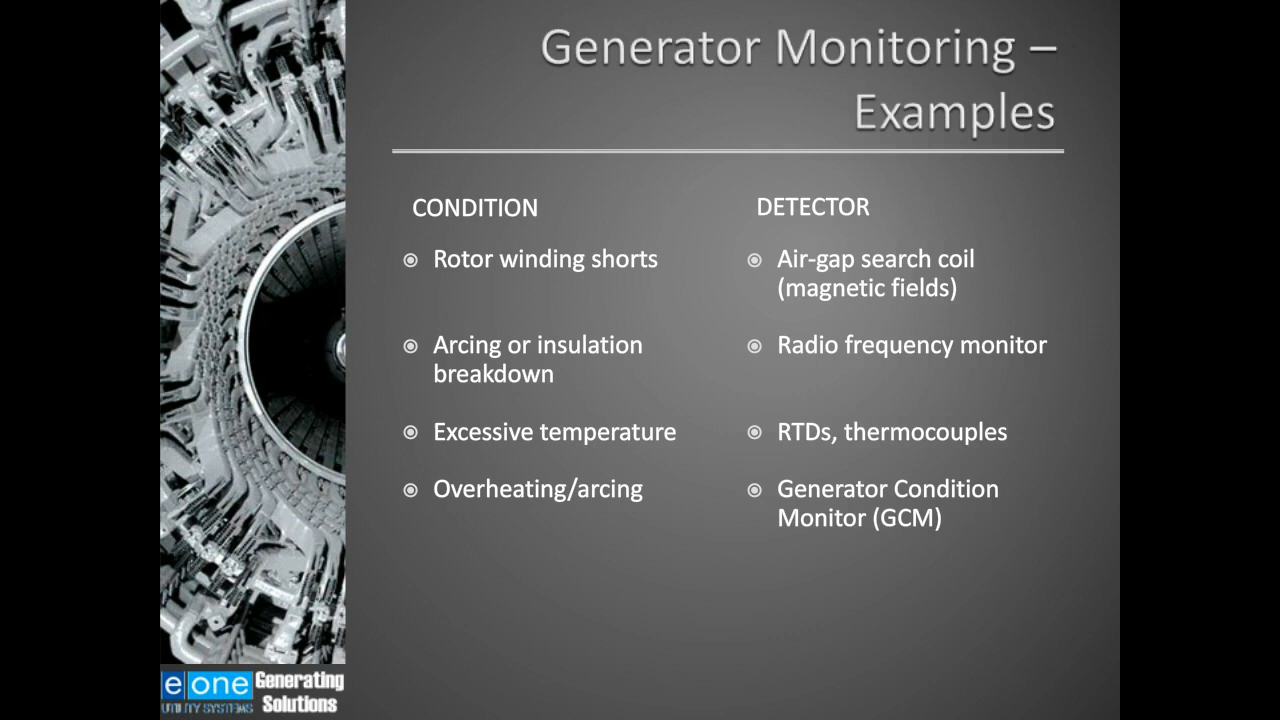 Generator Monitoring –
Examples
CONDITION
DETECTOR
Rotor winding shorts
Air-gap search coil
(magnetic fields)
Arcing or insulation
breakdown
Radio frequency monitor
Excessive temperature
RTDs, thermocouples
Overheating/arcing
Generator Condition
Monitor (GCM)
e one
UTILITY SYSTEMS
Generating
Solutions